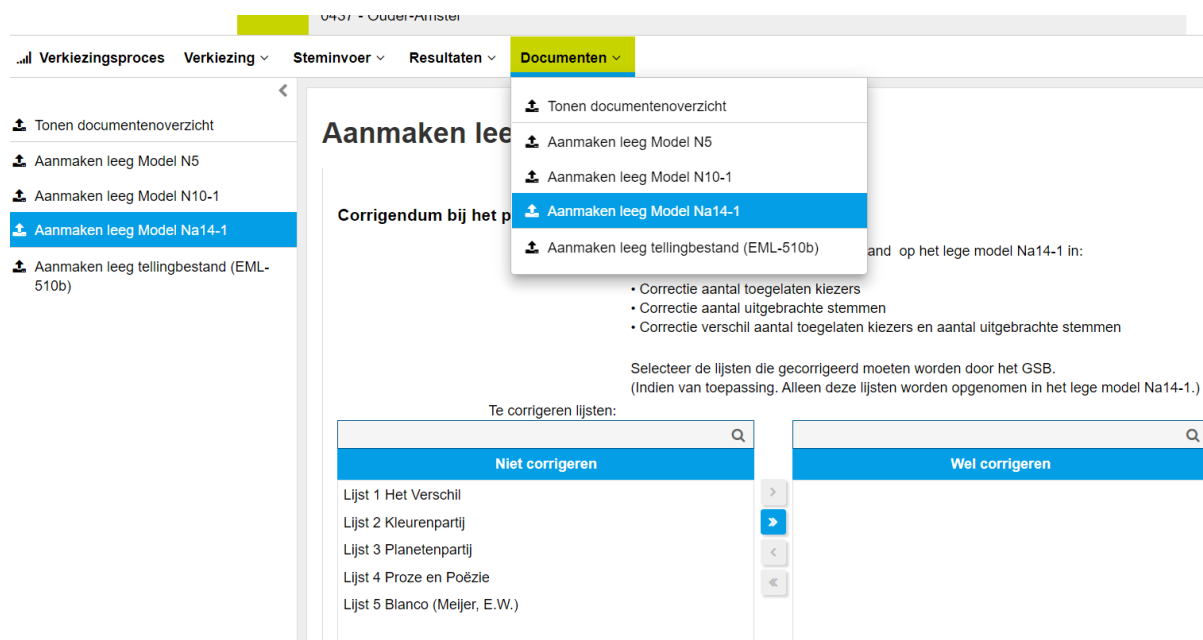 0437 - Ouder-Amstel
Verkiezingsproces Verkiezing Steminvoer Resultaten Documenten
Tonen documentenoverzicht
Aanmaken leeg Model N5
Aanmaken leeg Model N10-1
Aanmaken leeg Model Na14-1
Aanmaken leeg tellingbestand (EML-
510b)
Tonen documentenoverzicht
Aanmaken leeg Model N5
Aanmaken leeg Model N10-1
Aanmaken leeg Model Na14-1
Aanmaken leeg tellingbestand (EML-510b)
Aanmaken lee
Corrigendum bij het p
and op het lege model Na14-1 in:
• Correctie aantal toegelaten kiezers
• Correctie aantal uitgebrachte stemmen
• Correctie verschil aantal toegelaten kiezers en aantal uitgebrachte stemmen
Selecteer de lijsten die gecorrigeerd moeten worden door het GSB.
(Indien van toepassing. Alleen deze lijsten worden opgenomen in het lege model Na14-1.)
Te corrigeren lijsten:
Niet corrigeren
Lijst 1 Het Verschil
Lijst 2 Kleurenpartij
Lijst 3 Planetenpartij
Lijst 4 Proze en Poëzie
Lijst 5 Blanco (Meijer, E.W.)
Wel corrigeren